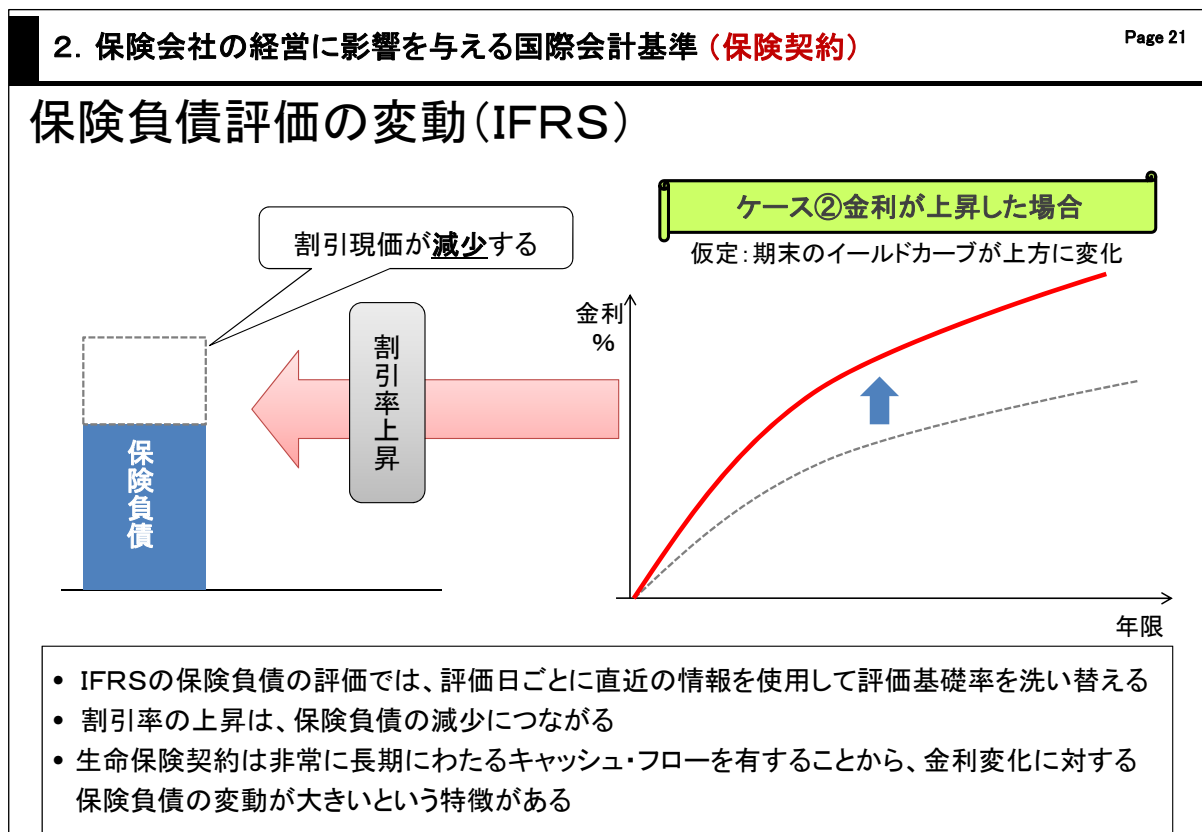 ２．保険会社の経営に影響を与える国際会計基準（保険契約）
Page 21
保険負債評価の変動（IFRS）
ケース②金利が上昇した場合
仮定：期末のイールドカーブが上方に変化
割引現価が減少する
割引率上昇
保険負債
金利
％
年限
• IFRSの保険負債の評価では、評価日ごとに直近の情報を使用して評価基礎率を洗い替える
• 割引率の上昇は、保険負債の減少につながる
• 生命保険契約は非常に長期にわたるキャッシュ・フローを有することから、金利変化に対する
保険負債の変動が大きいという特徴がある